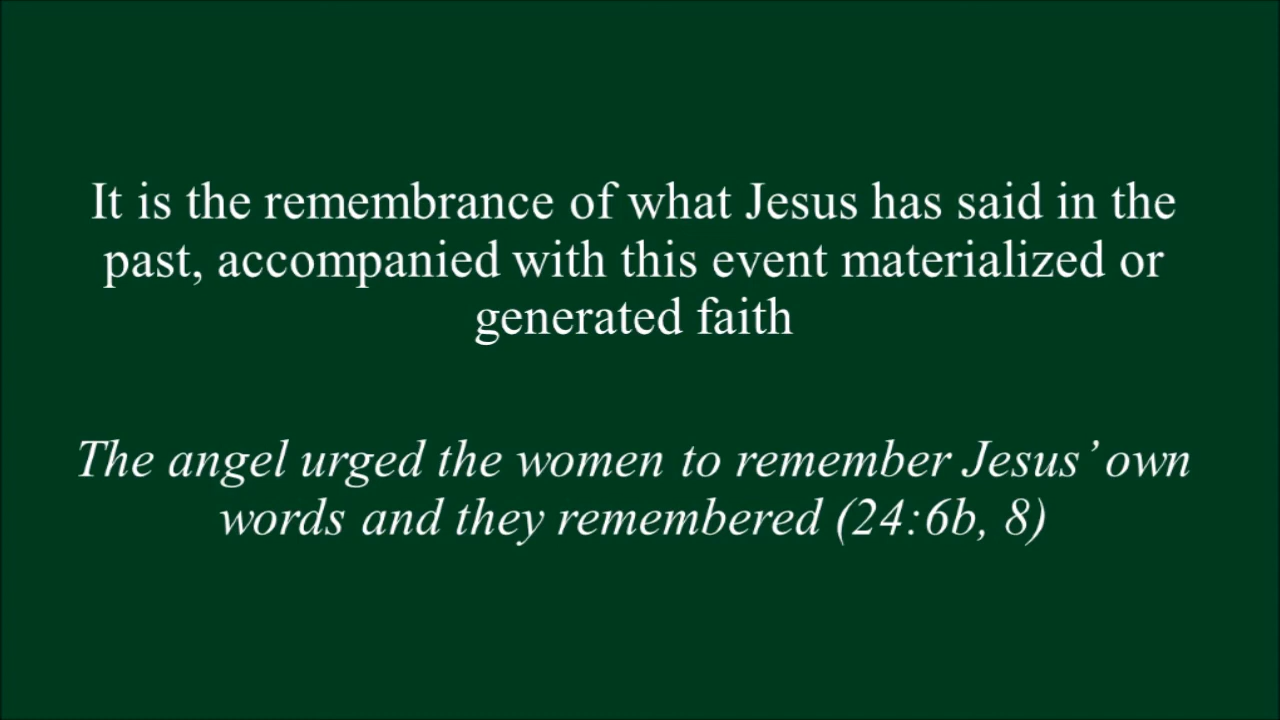 It is the remembrance of what Jesus has said in the
past, accompanied with this event materialized or
generated faith
The angel urged the women to remember Jesus’ own
words and they remembered (24:6b, 8)